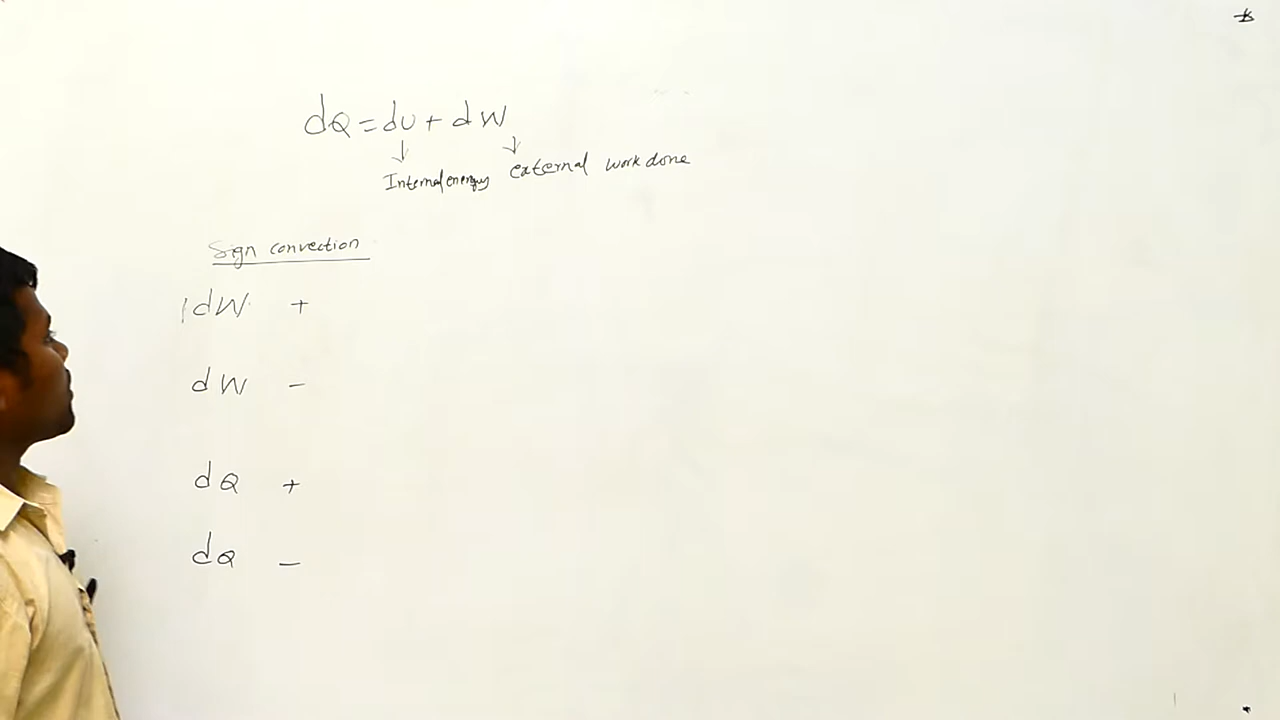 dQ = dU + dW
↓ ↓
Internal energy external work done
Sign convection
dW +
dW -
dQ +
dQ -